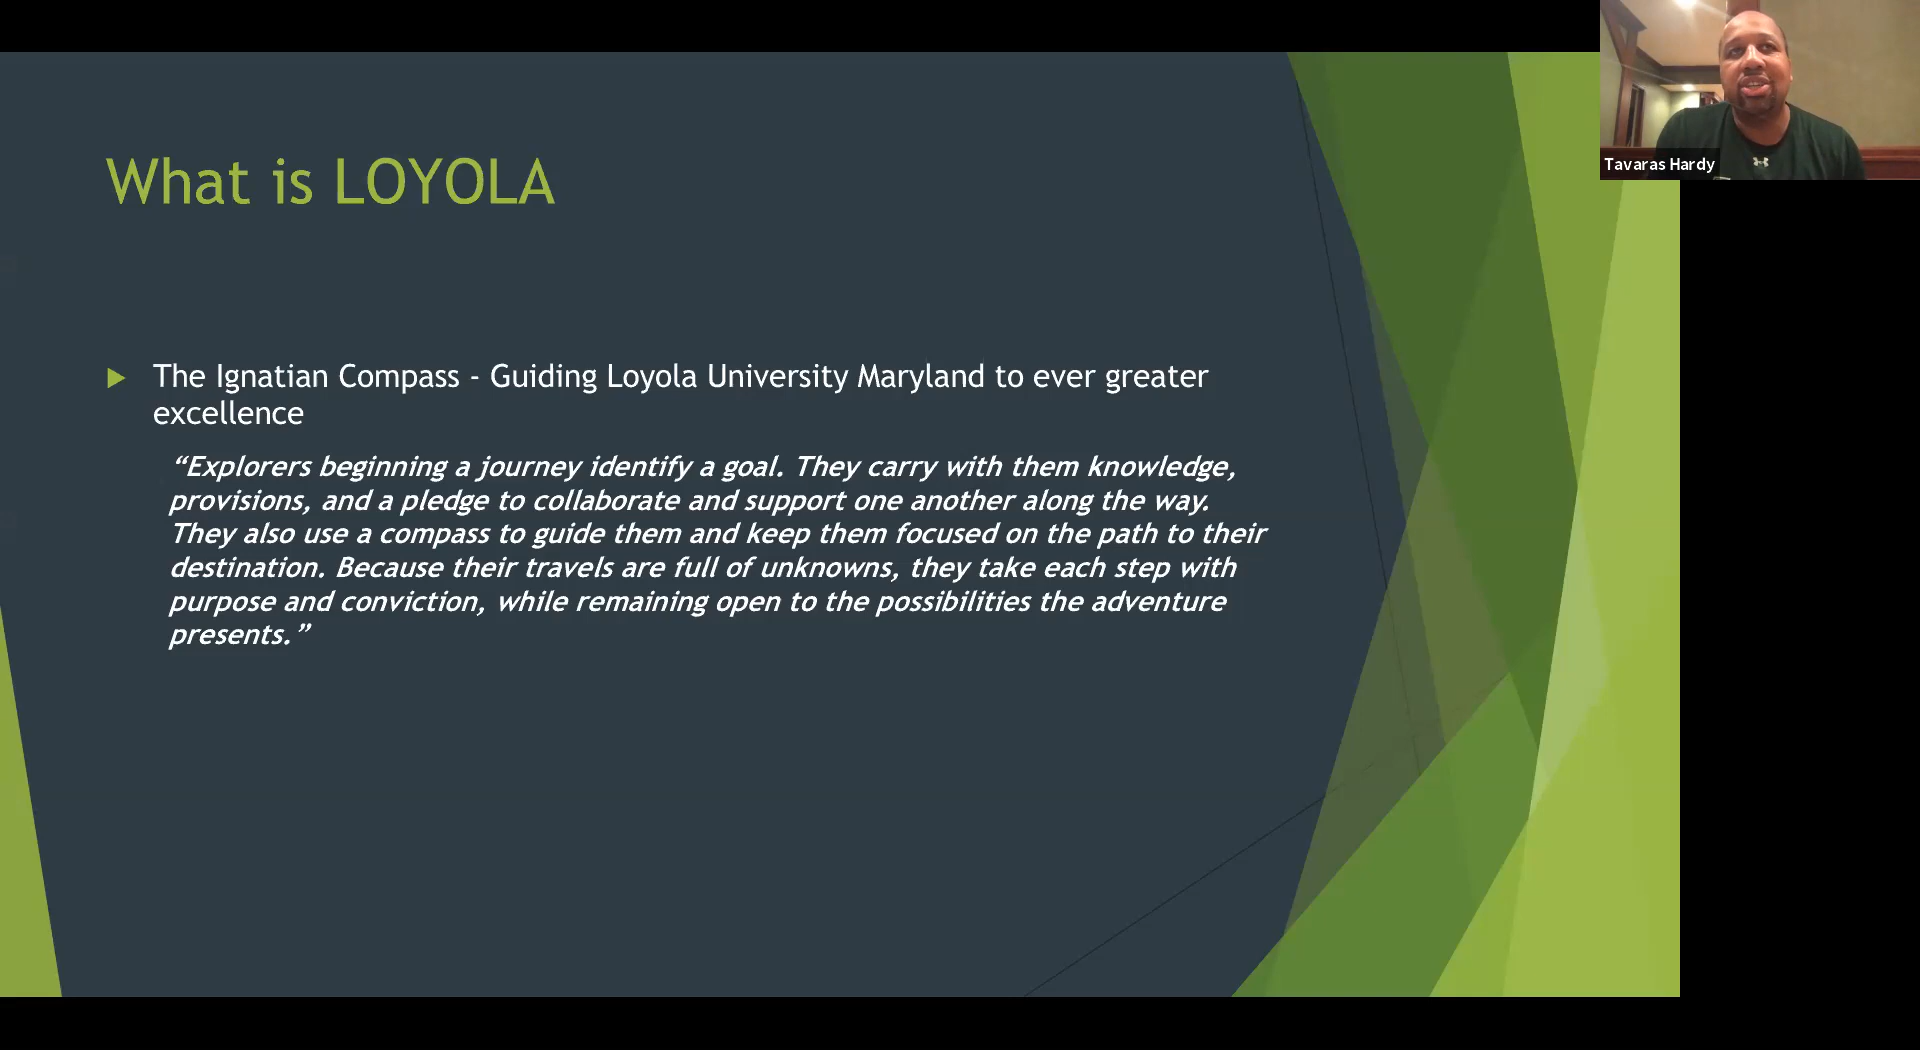 What is LOYOLA
The Ignatian Compass - Guiding Loyola University Maryland to ever greater
excellence
“Explorers beginning a journey identify a goal. They carry with them knowledge,
provisions, and a pledge to collaborate and support one another along the way.
They also use a compass to guide them and keep them focused on the path to their
destination. Because their travels are full of unknowns, they take each step with
purpose and conviction, while remaining open to the possibilities the adventure
presents.”
Tavaras Hardy